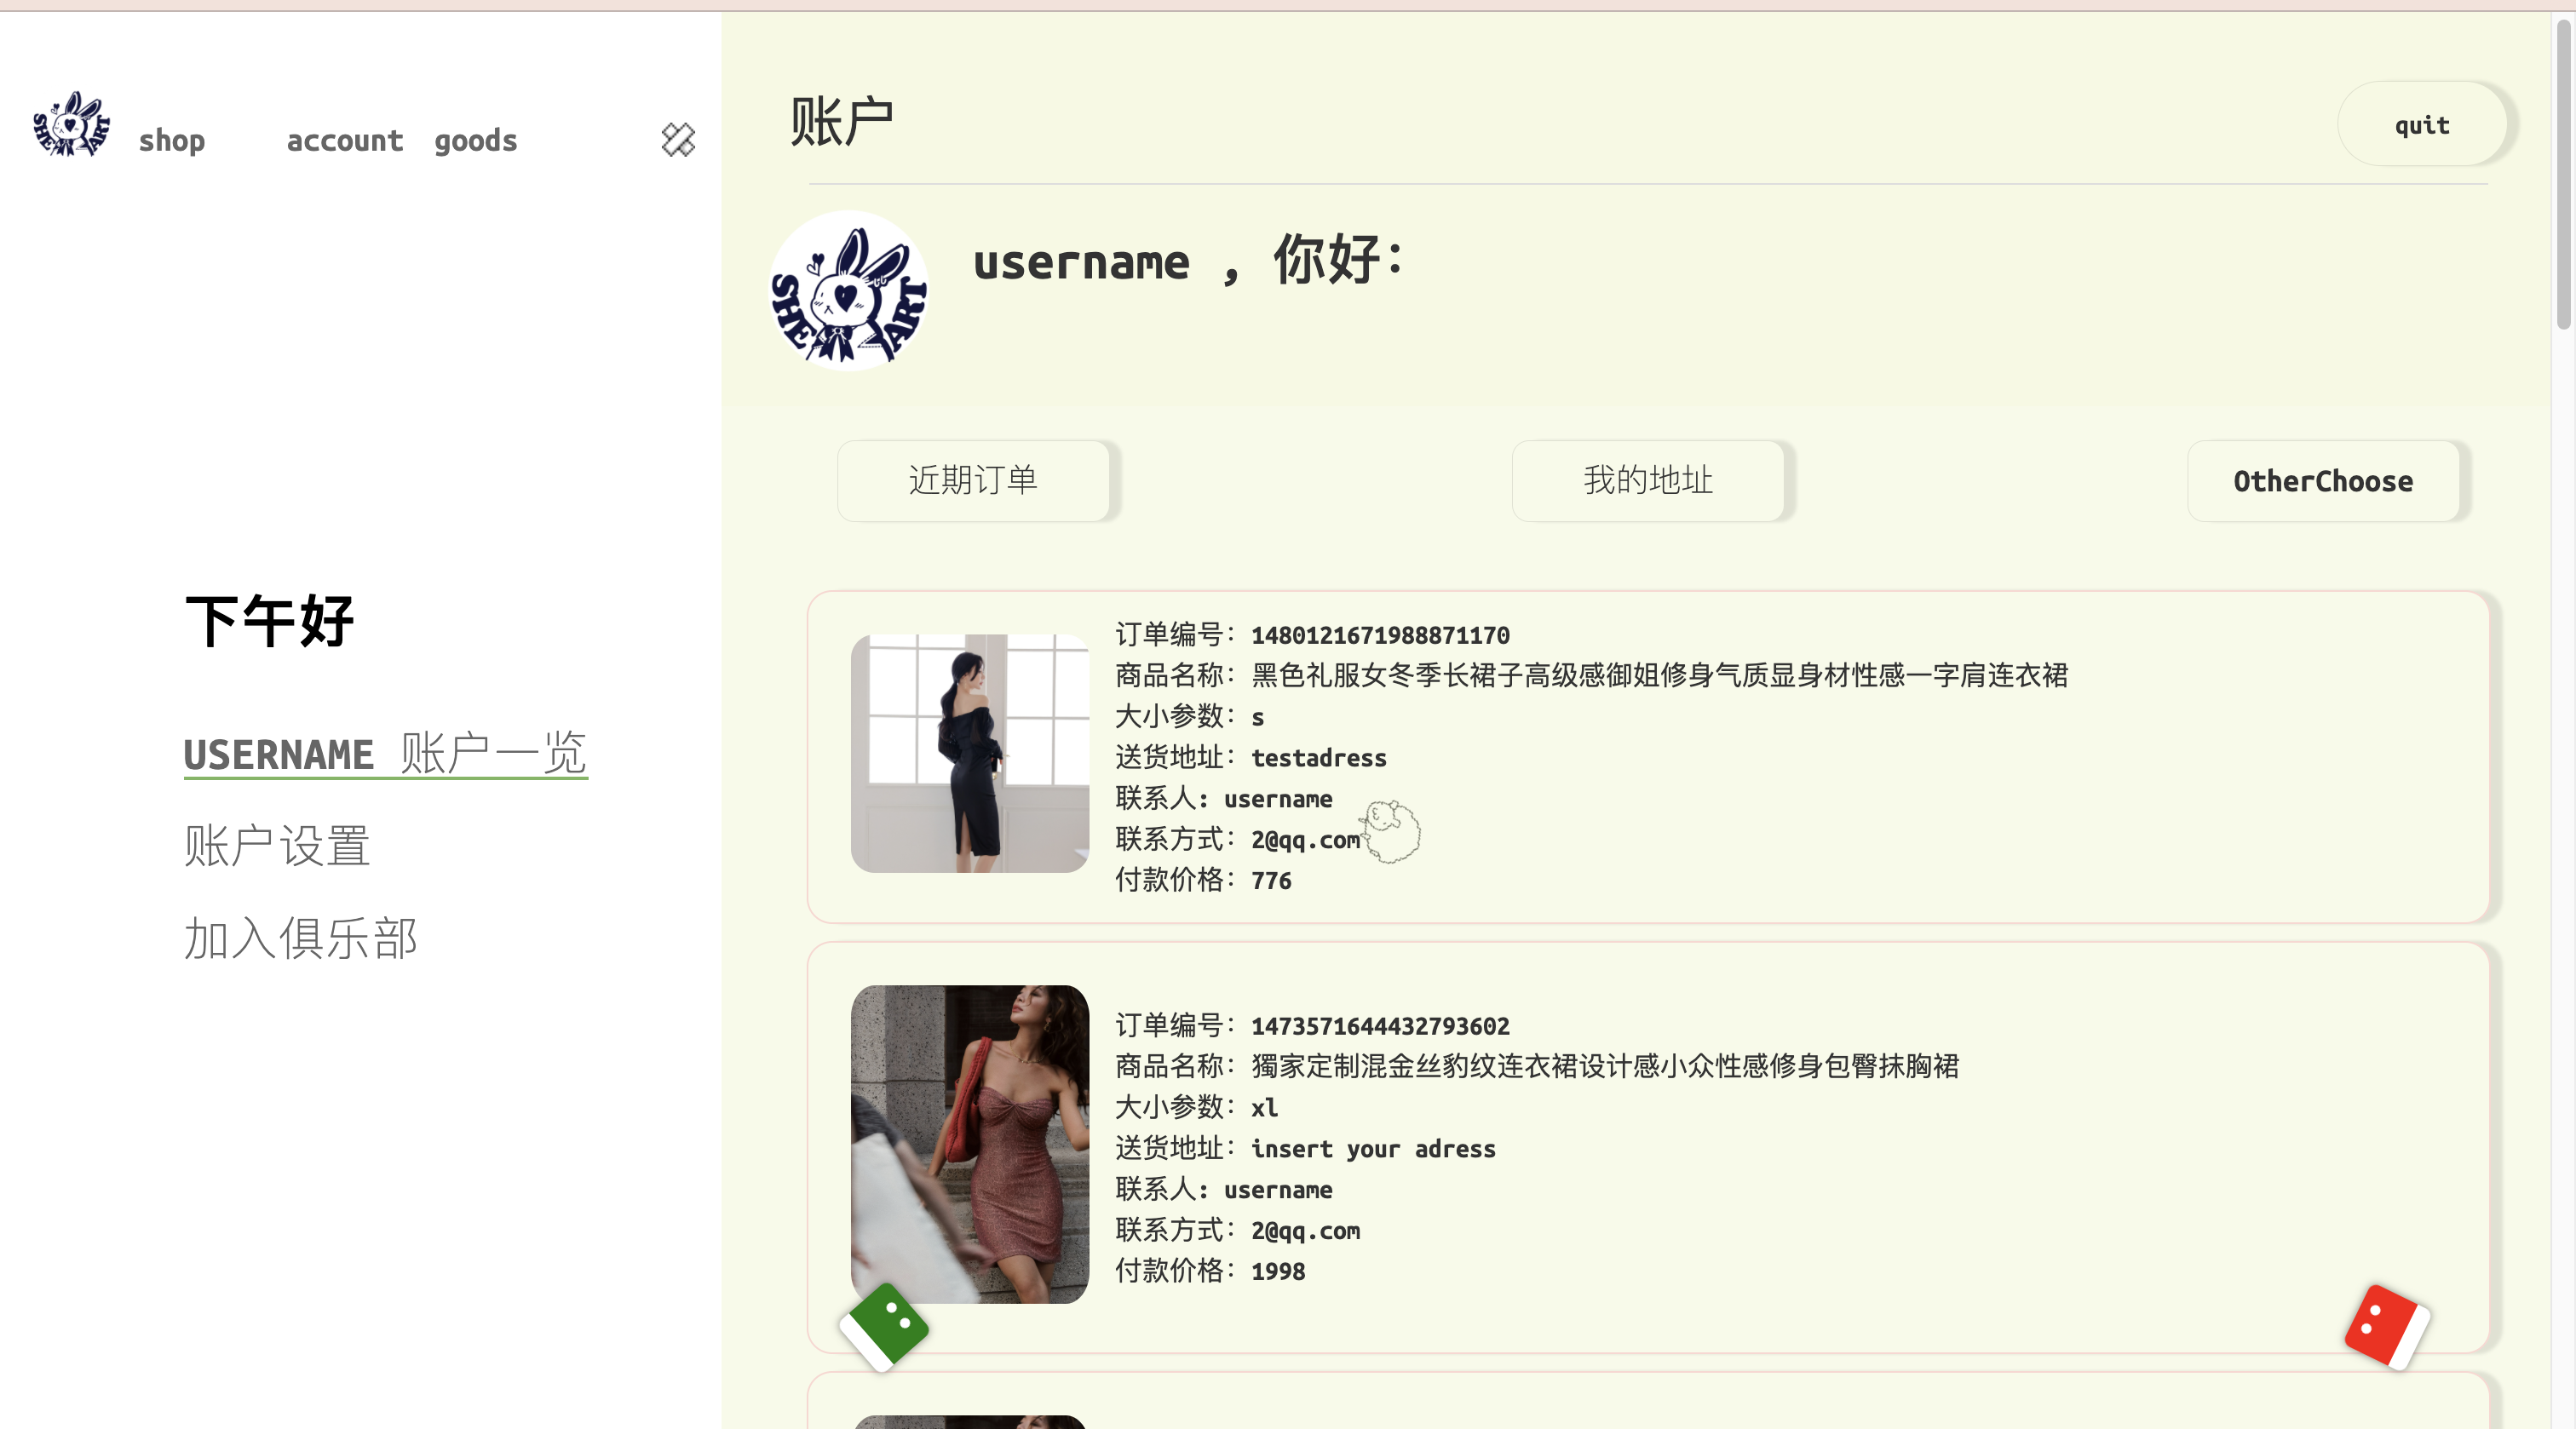 SHE ART
shop account goods
下午好
USERNAME 账户一览
账户设置
加入俱乐部
账户
quit
SHE ART
username , 你好:
近期订单
我的地址
OtherChoose
订单编号: 1480121671988871170
商品名称: 黑色礼服女冬季长裙子高级感御姐修身气质显身材性感一字肩连衣裙
大小参数: s
送货地址: testadress
联系人: username
联系方式: 2@qq.com
付款价格: 776
订单编号: 1473571644432793602
商品名称: 獨家定制混金丝豹纹连衣裙设计感小众性感修身包臀抹胸裙
大小参数: xl
送货地址: insert your adress
联系人: username
联系方式: 2@qq.com
付款价格: 1998